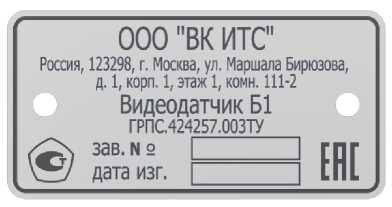 ООО "ВК ИТС"
Россия, 123298, г. Москва, ул. Маршала Бирюзова,
д. 1, корп. 1, этаж 1, комн. 111-2
Видеодатчик Б1
ГРПС.424257.003ТУ
зав. № 
дата изг.
ЕАС